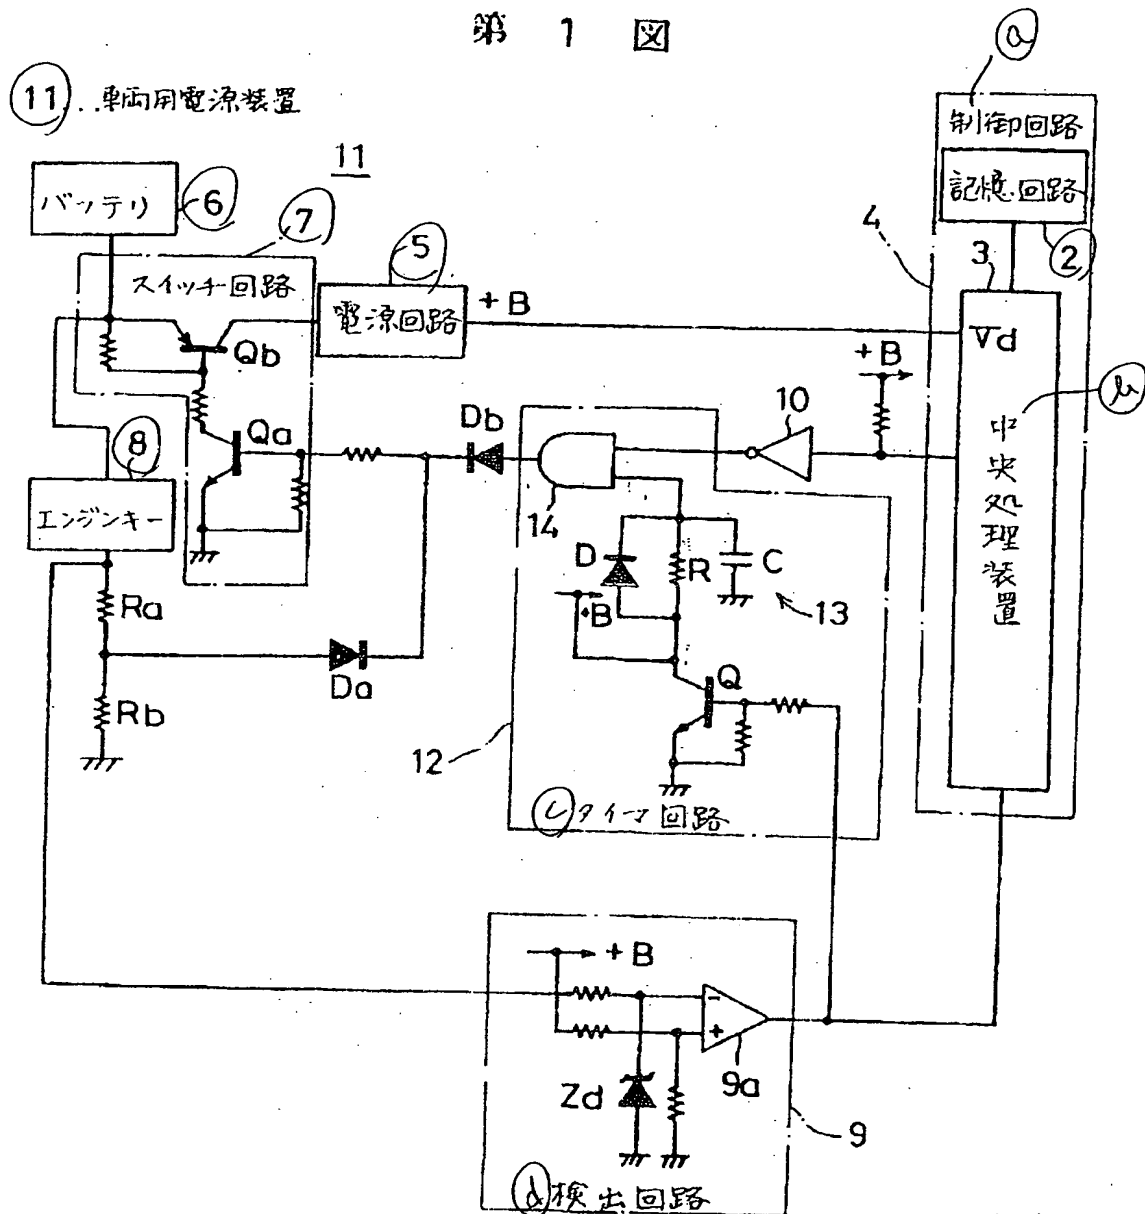 第 1 図
a
11 ..車両用電源装置
11
制御回路
バッテリ
6
7
記憶回路
4
2
3
スイッチ回路
5
電源回路
+B
Vd
Qb
+B
b
10
中央処理装置
Qa
Db
8
エンジンキー
14
D
R
C
+B
13
Ra
Da
Q
Rb
12
c タイマ回路
+B
-
+
9a
Zd
9
d 検出回路